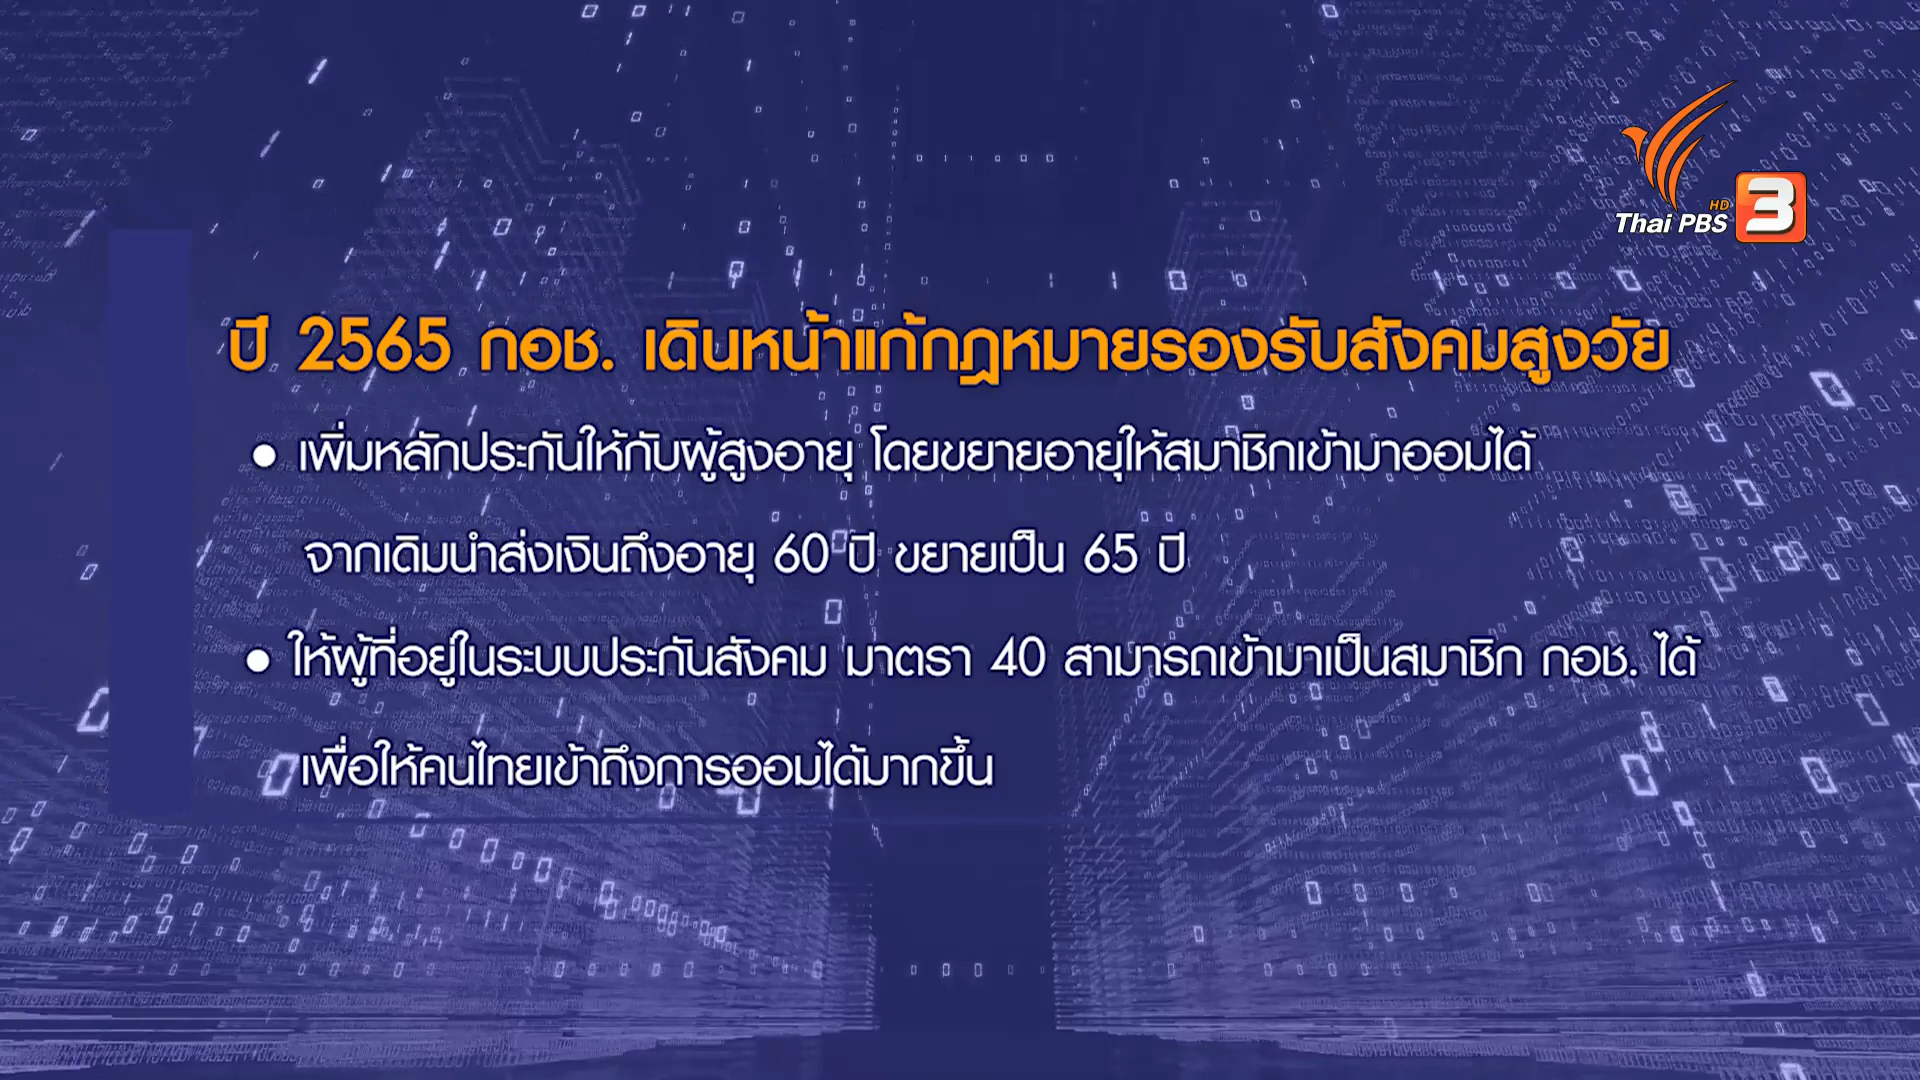 HD
Thai PBS 3
ปี 2565 กอช. เดินหน้าแก้กฎหมายรองรับสังคมสูงวัย
• เพิ่มหลักประกันให้กับผู้สูงอายุ โดยขยายอายุให้สมาชิกเข้ามาออมได้
จากเดิมนำส่งเงินถึงอายุ 60 ปี ขยายเป็น 65 ปี
• ให้ผู้ที่อยู่ในระบบประกันสังคม มาตรา 40 สามารถเข้ามาเป็นสมาชิก กอช. ได้
เพื่อให้คนไทยเข้าถึงการออมได้มากขึ้น